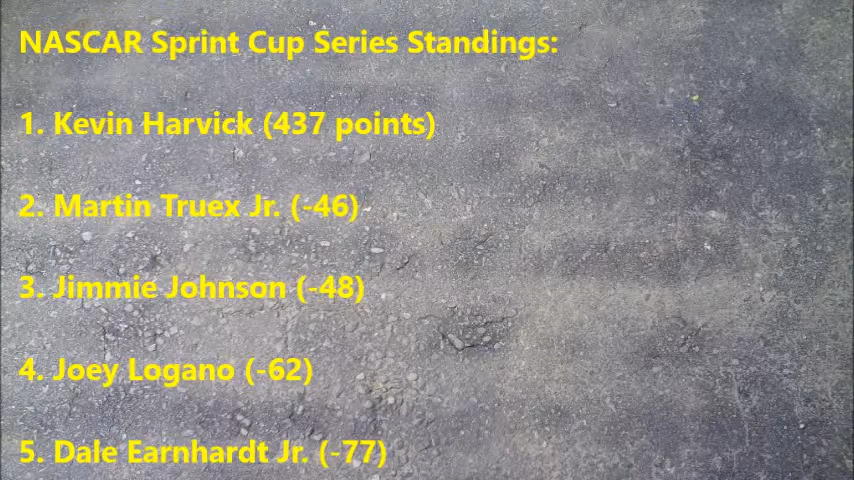 NASCAR Sprint Cup Series Standings:
1. Kevin Harvick (437 points)
2. Martin Truex Jr. (-46)
3. Jimmie Johnson (-48)
4. Joey Logano (-62)
5. Dale Earnhardt Jr. (-77)